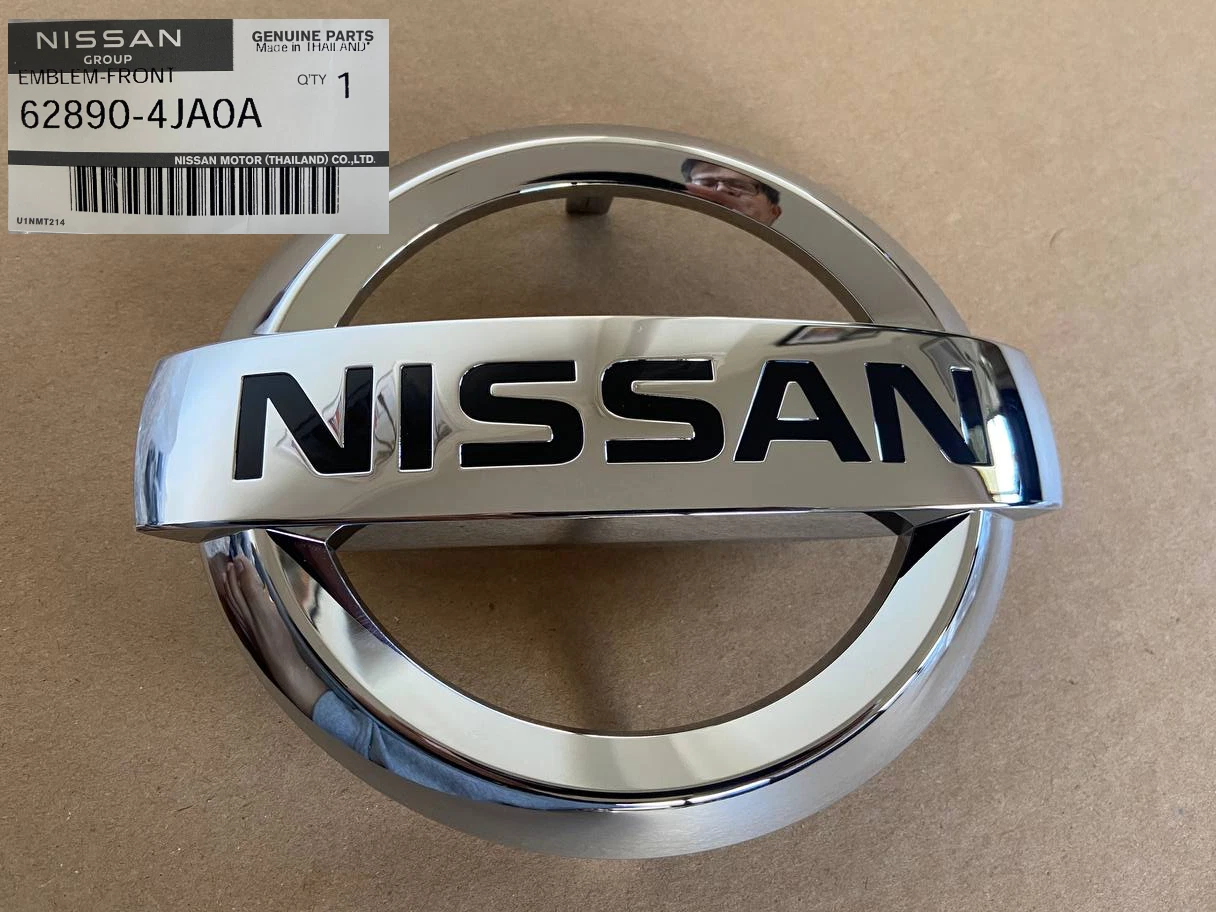 NISSAN
GROUP
GENUINE PARTS
Made in THAILAND
EMBLEM-FRONT
Q'TY 1
62890-4JA0A
NISSAN MOTOR (THAILAND) CO.,LTD.
U1NMT214
NISSAN